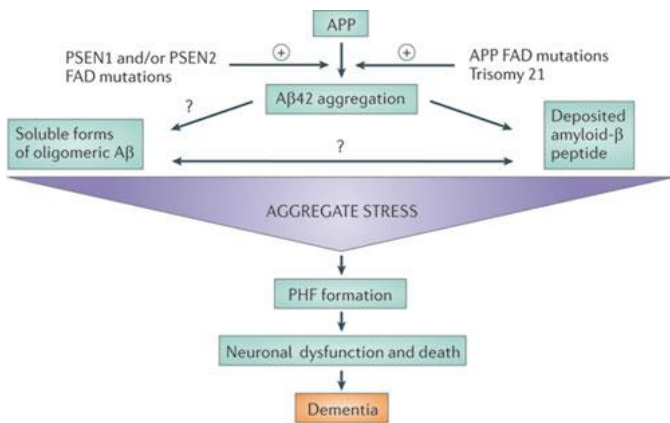 APP
PSEN1 and/or PSEN2
FAD mutations
+
+
APP FAD mutations
Trisomy 21
Aβ42 aggregation
?
Soluble forms
of oligomeric Aβ
?
Deposited
amyloid-β
peptide
AGGREGATE STRESS
PHF formation
Neuronal dysfunction and death
Dementia